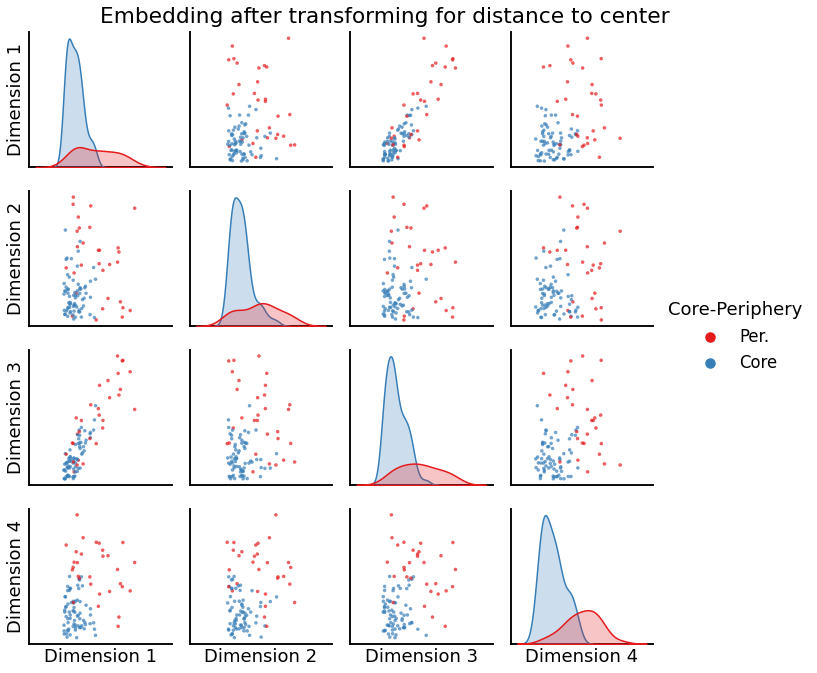 Embedding after transforming for distance to center
Dimension 1
Dimension 2
Dimension 3
Dimension 4
Core-Periphery
Per.
Core
Dimension 1
Dimension 2
Dimension 3
Dimension 4